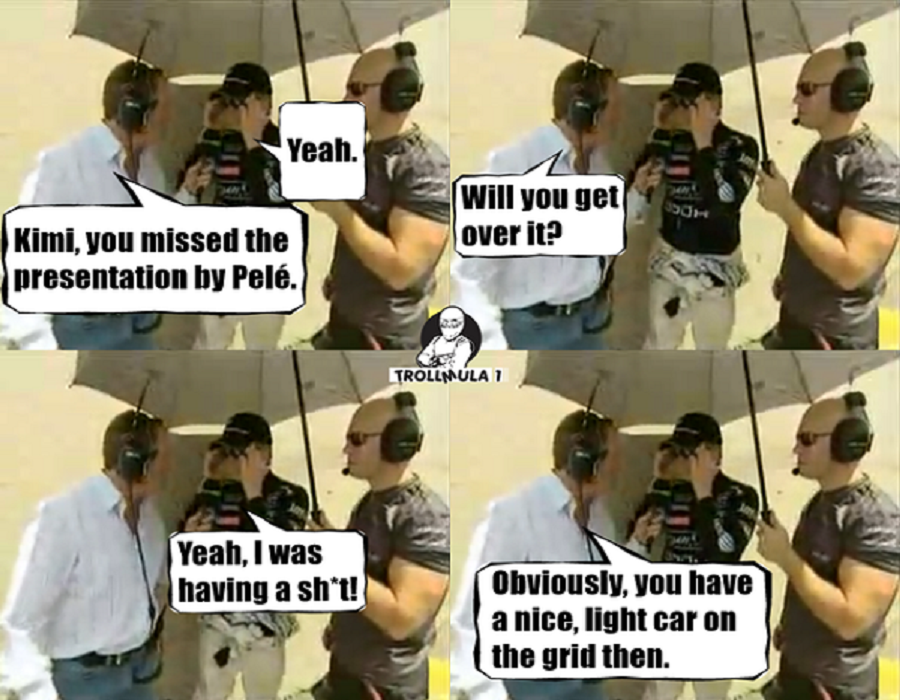 Yeah.
Kimi, you missed the
presentation by Pelé.
Will you get
over it?
TROLLMULA 1
Yeah, I was
having a sh*t!
Obviously, you have
a nice, light car on
the grid then.